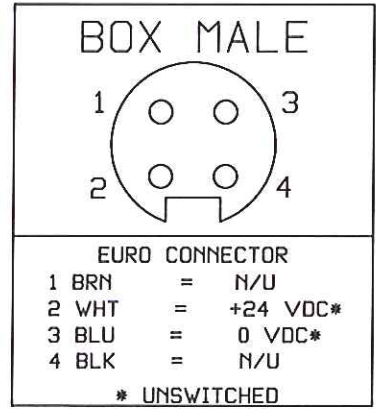 BOX MALE
1 3
2 4
EURO CONNECTOR
1 BRN = N/U
2 WHT = +24 VDC*
3 BLU = 0 VDC*
4 BLK = N/U
* UNSWITCHED